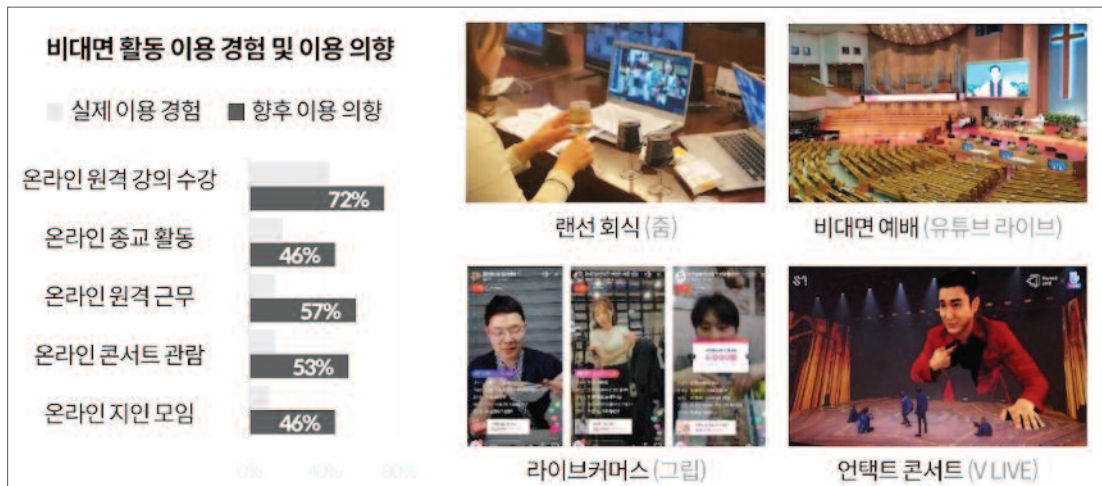 비대면 활동 이용 경험 및 이용 의향
실제 이용 경험 향후 이용 의향
온라인 원격 강의 수강
72%
온라인 종교 활동
46%
온라인 원격 근무
57%
온라인 콘서트 관람
53%
온라인 지인 모임
46%
0% 40% 80%
랜선 회식 (줌)
비대면 예배 (유튜브 라이브)
라이브커머스 (그립)
언택트 콘서트 (V LIVE)